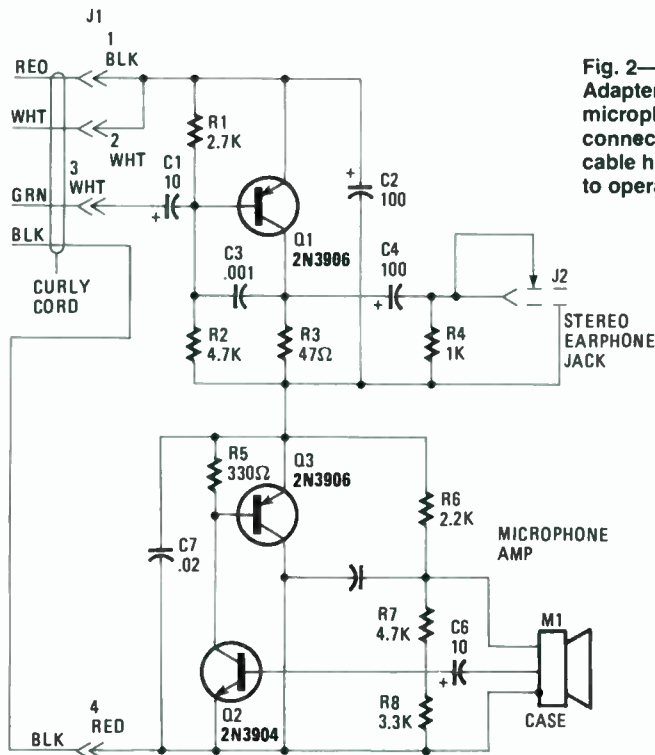 J1
1
BLK
REO
WHT
2
WHT
3
WHT
GRN
BLK
CURLY
CORD
R1
2.7K
C1
10
+
Q1
2N3906
C3
.001
R2
4.7K
R3
47Ω
+
C2
100
C4
100
+
R4
1K
J2
STEREO
EARPHONE
JACK
Fig. 2—
Adapter
microph
connec
cable h
to opera
R5
330Ω
Q3
2N3906
C7
.02
R6
2.2K
MICROPHONE
AMP
R7
4.7K
C6
10
+
M1
R8
3.3K
CASE
4
RED
BLK
Q2
2N3904